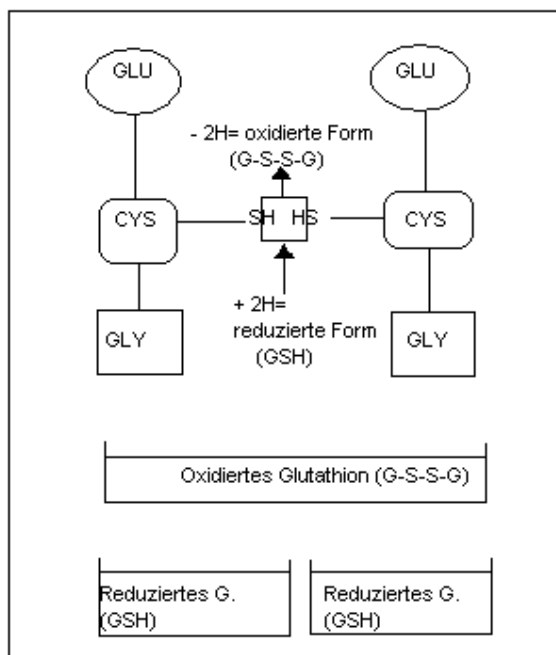 GLU GLU
- 2H= oxidierte Form
(G-S-S-G)
CYS SH HS CYS
+ 2H=
reduzierte Form
(GSH)
GLY GLY
Oxidiertes Glutathion (G-S-S-G)
Reduziertes G. Reduziertes G.
(GSH) (GSH)